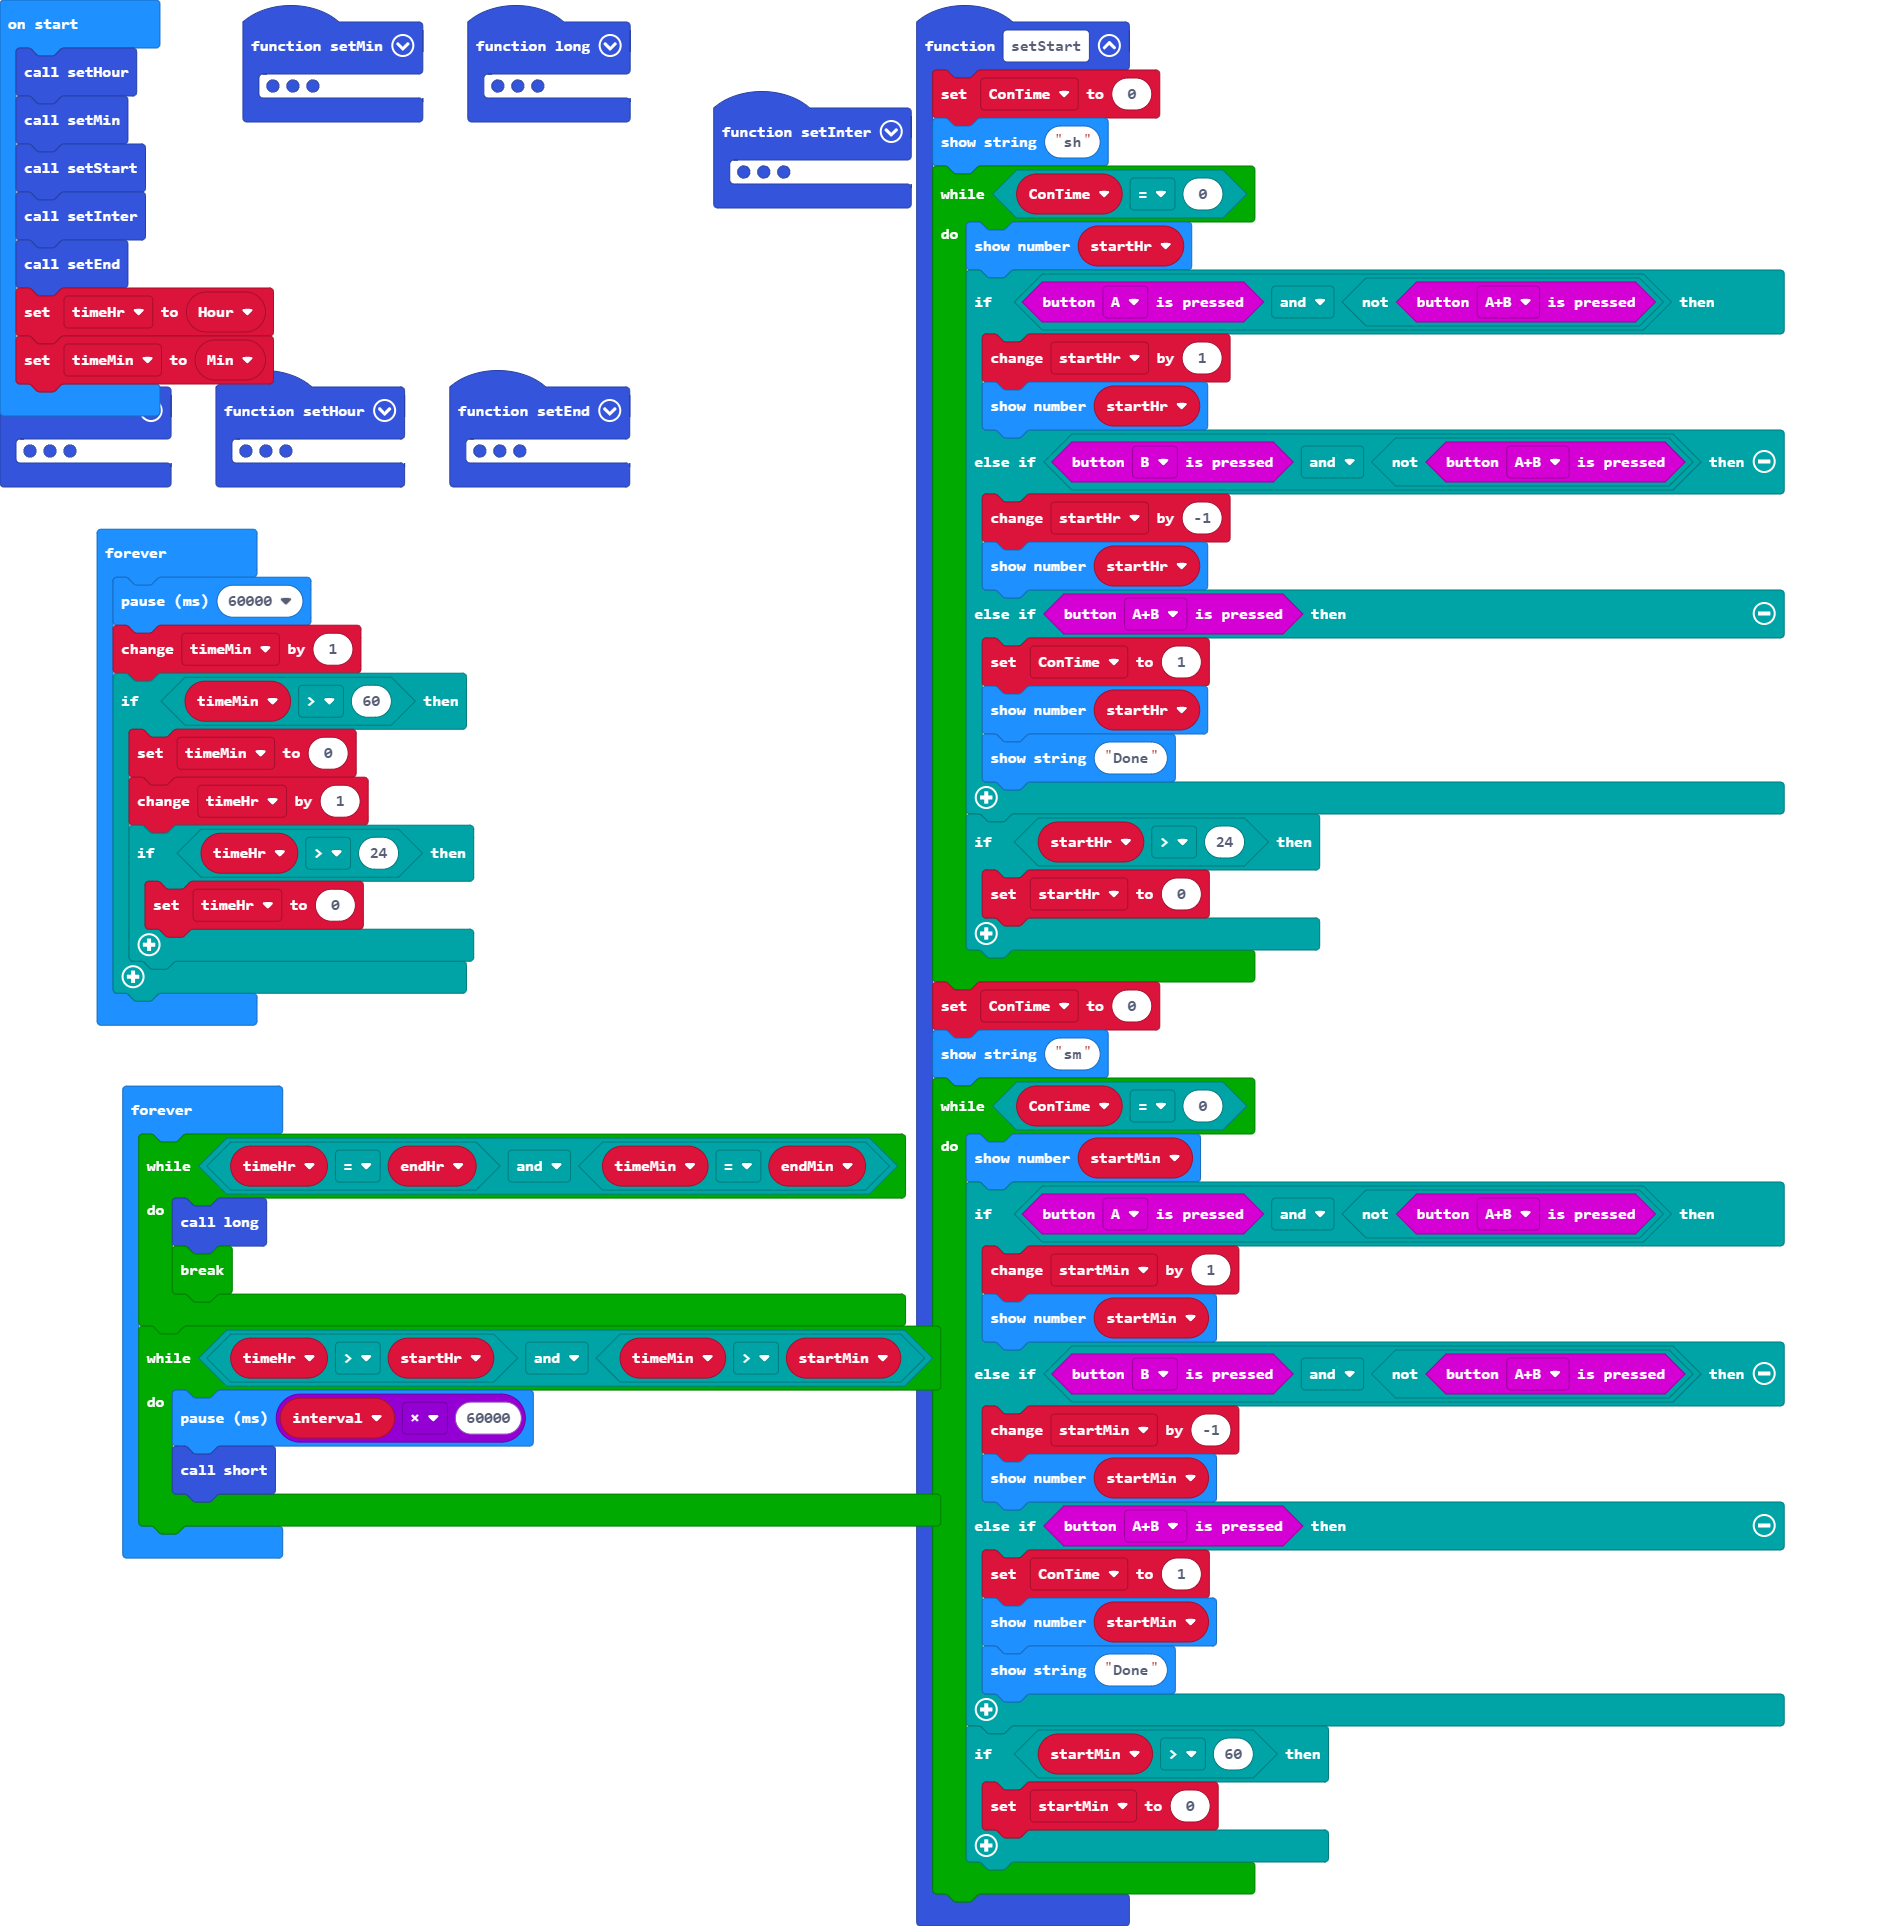 on start
call setHour
call setMin
call setStart
call setInter
call setEnd
set timeHr to Hour
set timeMin to Min
function setMin
function long
function setInter
function setHour
function setEnd
forever
pause (ms) 60000
change timeMin by 1
if timeMin > 60 then
set timeMin to 0
change timeHr by 1
if timeHr > 24 then
set timeHr to 0
forever
while timeHr = endHr and timeMin = endMin
do
call long
break
while timeHr > startHr and timeMin > startMin
do
pause (ms) interval × 60000
call short
function setStart
set ConTime to 0
show string "sh"
while ConTime = 0
do
show number startHr
if button A is pressed and not button A+B is pressed then
change startHr by 1
show number startHr
else if button B is pressed and not button A+B is pressed then
change startHr by -1
show number startHr
else if button A+B is pressed then
set ConTime to 1
show number startHr
show string "Done"
if startHr > 24 then
set startHr to 0
set ConTime to 0
show string "sm"
while ConTime = 0
do
show number startMin
if button A is pressed and not button A+B is pressed then
change startMin by 1
show number startMin
else if button B is pressed and not button A+B is pressed then
change startMin by -1
show number startMin
else if button A+B is pressed then
set ConTime to 1
show number startMin
show string "Done"
if startMin > 60 then
set startMin to 0